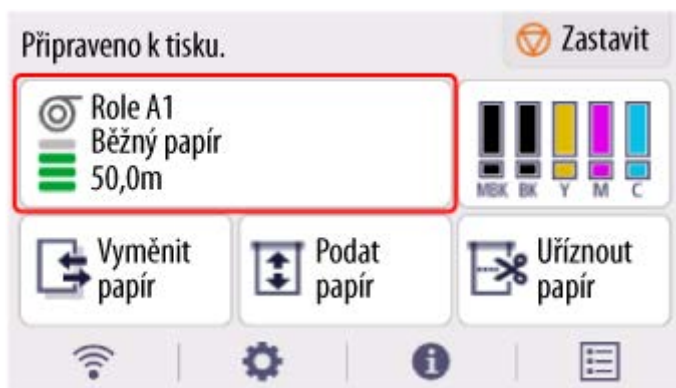 Připraveno k tisku.
Zastavit
Role A1
Běžný papír
50,0m
MBK BK Y M C
Vyměnit
papír
Podat
papír
Uříznout
papír